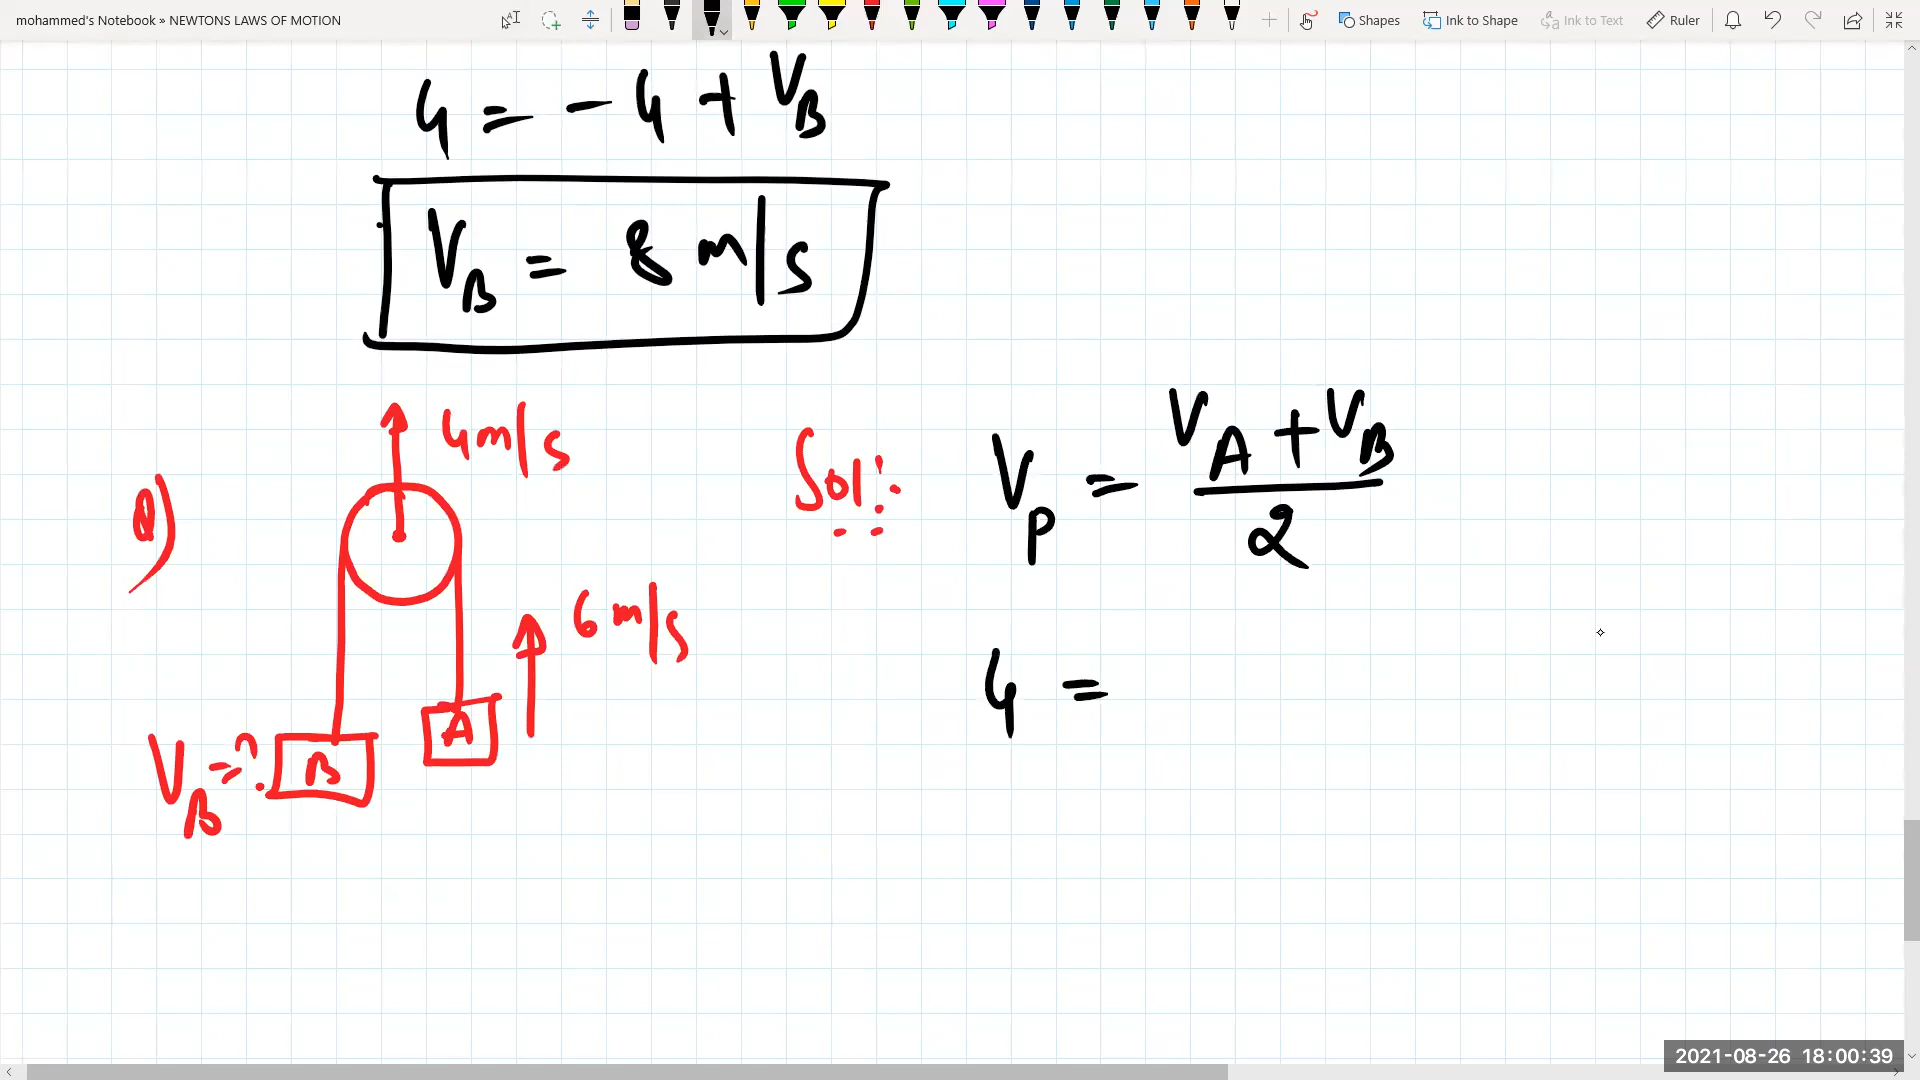 mohammed's Notebook » NEWTONS LAWS OF MOTION
Shapes
Ink to Shape
Ink to Text
Ruler
4 = - 4 + VB
VB = 8 m/s
Q)
4 m/s
6 m/s
A
B
VB = ?
Sol:
VP = VA + VB / 2
4 =
2021-08-26 18:00:39